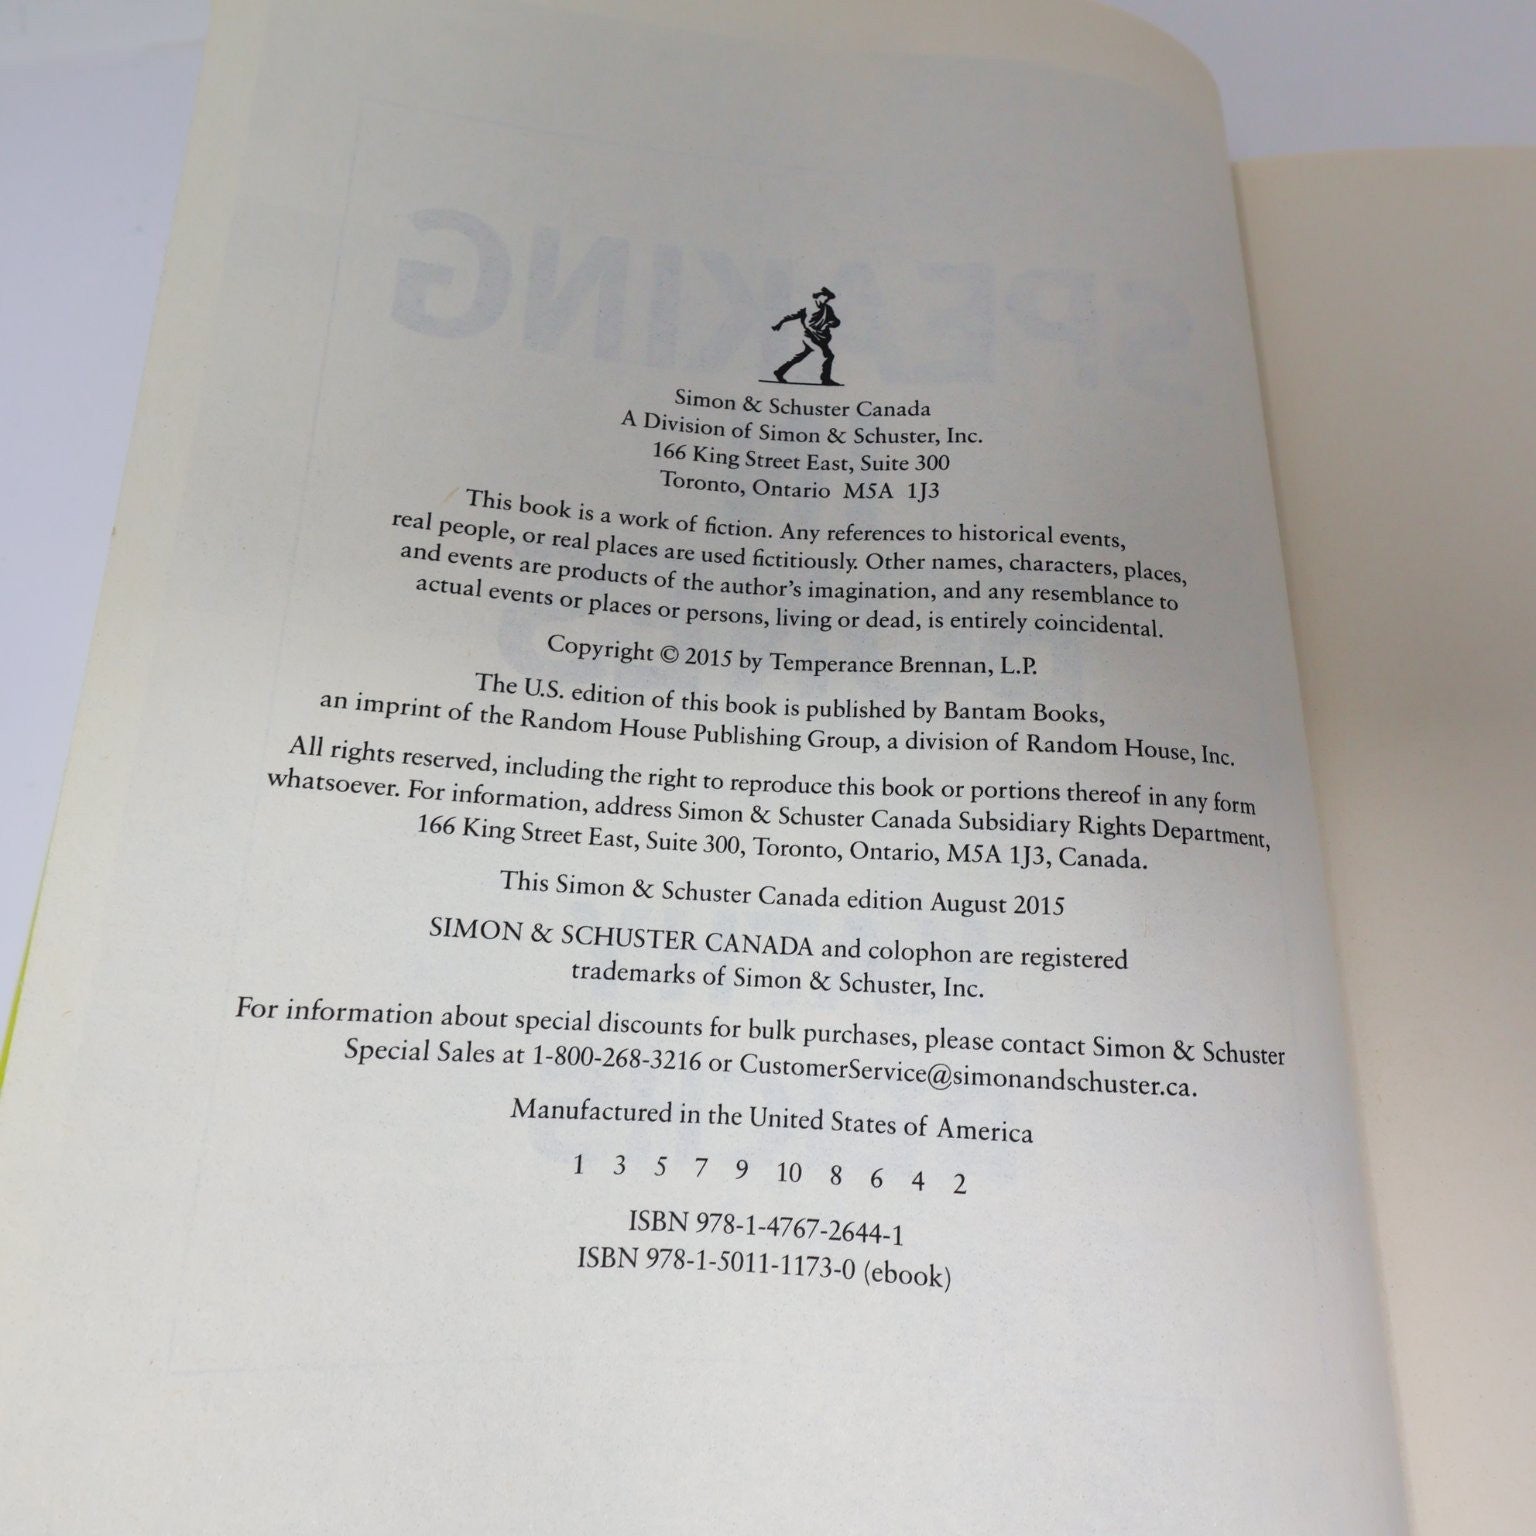 SPEAKING
Simon & Schuster Canada
A Division of Simon & Schuster, Inc.
166 King Street East, Suite 300
Toronto, Ontario M5A 1J3
This book is a work of fiction. Any references to historical events,
real people, or real places are used fictitiously. Other names, characters, places,
and events are products of the author's imagination, and any resemblance to
actual events or places or persons, living or dead, is entirely coincidental.
Copyright © 2015 by Temperance Brennan, L.P.
The U.S. edition of this book is published by Bantam Books,
an imprint of the Random House Publishing Group, a division of Random House, Inc.
All rights reserved, including the right to reproduce this book or portions thereof in any form
whatsoever. For information, address Simon & Schuster Canada Subsidiary Rights Department,
166 King Street East, Suite 300, Toronto, Ontario, M5A 1J3, Canada.
This Simon & Schuster Canada edition August 2015
SIMON & SCHUSTER CANADA and colophon are registered
trademarks of Simon & Schuster, Inc.
For information about special discounts for bulk purchases, please contact Simon & Schuster
Special Sales at 1-800-268-3216 or CustomerService@simonandschuster.ca.
Manufactured in the United States of America
1 3 5 7 9 10 8 6 4 2
ISBN 978-1-4767-2644-1
ISBN 978-1-5011-1173-0 (ebook)